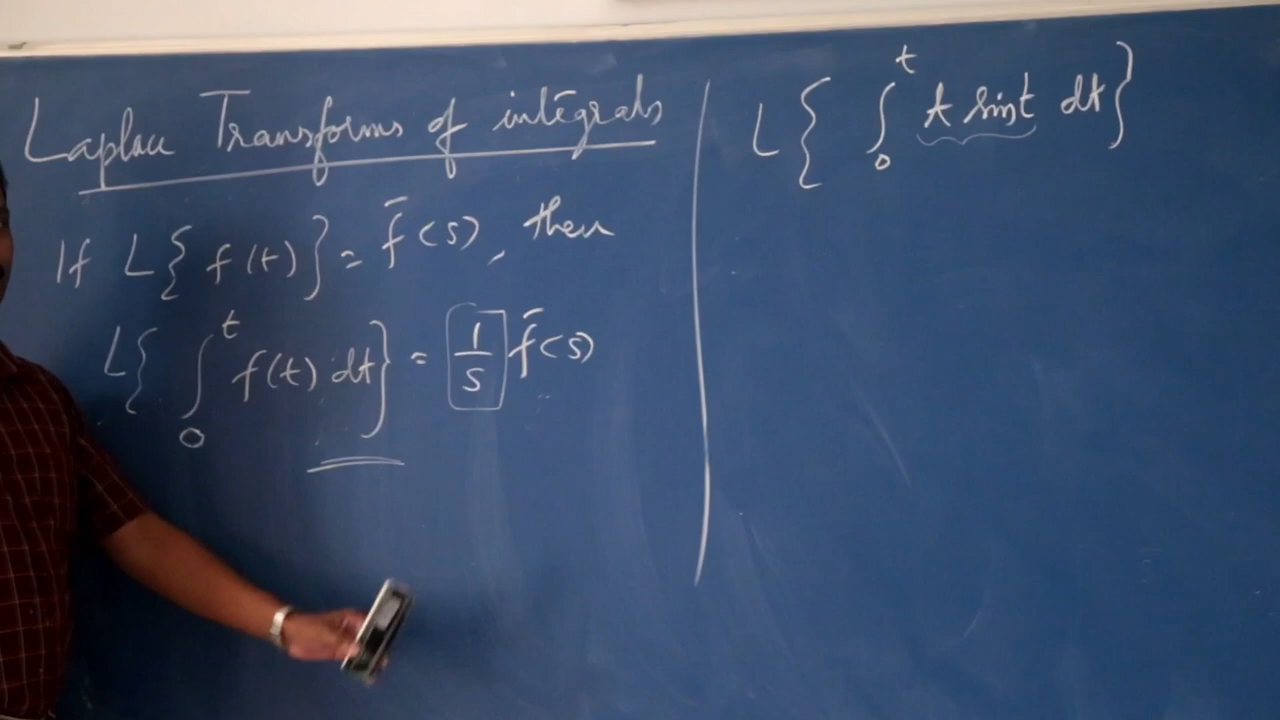 Laplace Transforms of integrals
If L{ f(t) } = f̄(s), then
L{ ∫₀ᵗ f(t) dt } = 1/s f̄(s)
L{ ∫₀ᵗ t sint dt }